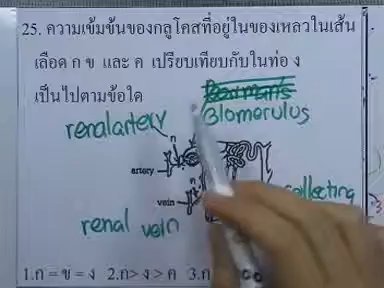 25. ความเข้มข้นของกลูโคสที่อยู่ในของเหลวในเส้น
เลือด ก ข และ ค เปรียบเทียบกับในท่อ ง
เป็นไปตามข้อใด
Glomerulus
renal artery
ก
artery
collecting
vein
renal vein
1.ก = ข = ง 2.ก> ง > ค 3.ก